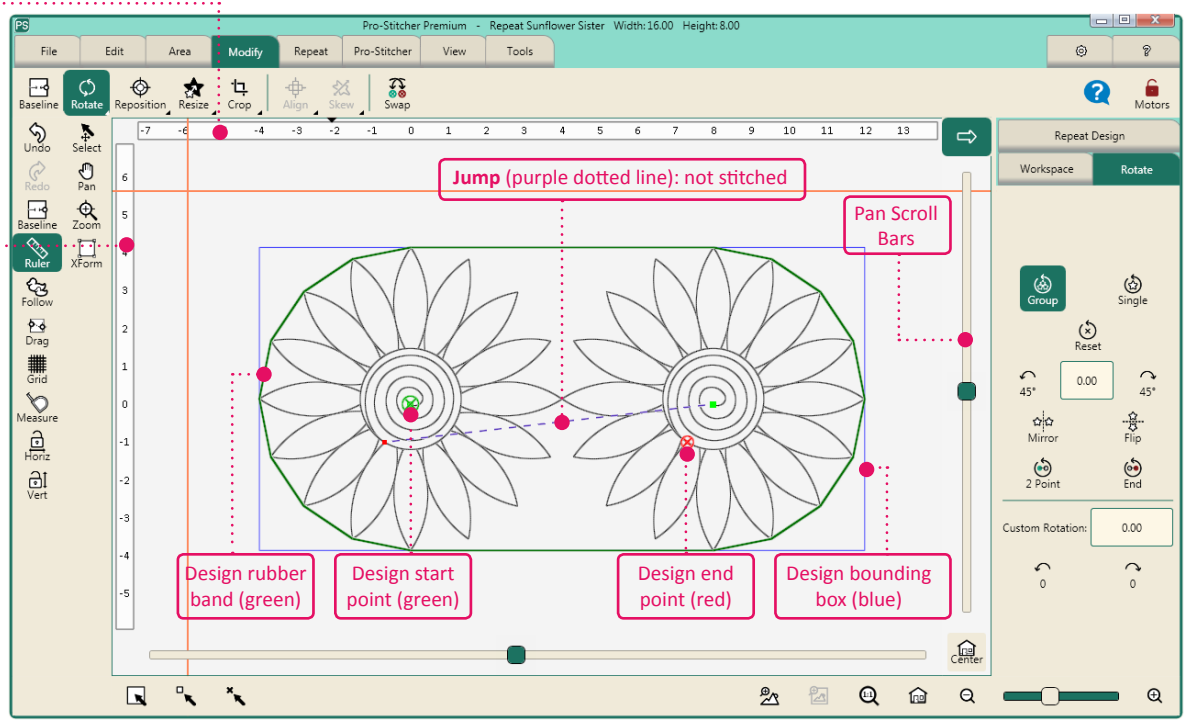 PS
Pro-Stitcher Premium - Repeat Sunflower Sister Width: 16.00 Height: 8.00
File Edit Area Modify Repeat Pro-Stitcher View Tools ?
Baseline Rotate Reposition Resize Crop Align Skew Swap
? Motors
Undo Select
Redo Pan
Baseline Zoom
Ruler XForm
Follow
Drag
Grid
Measure
Horiz
Vert
-7 -6 -4 -3 -2 -1 0 1 2 3 4 5 6 7 8 9 10 11 12 13
6
5
4
3
2
1
0
-1
-2
-3
-4
-5
Jump (purple dotted line): not stitched
Pan Scroll
Bars
Design rubber
band (green)
Design start
point (green)
Design end
point (red)
Design bounding
box (blue)
Center
1:1
Repeat Design
Workspace Rotate
Group Single
Reset
45° 0.00 45°
Mirror Flip
2 Point End
Custom Rotation: 0.00
0 0